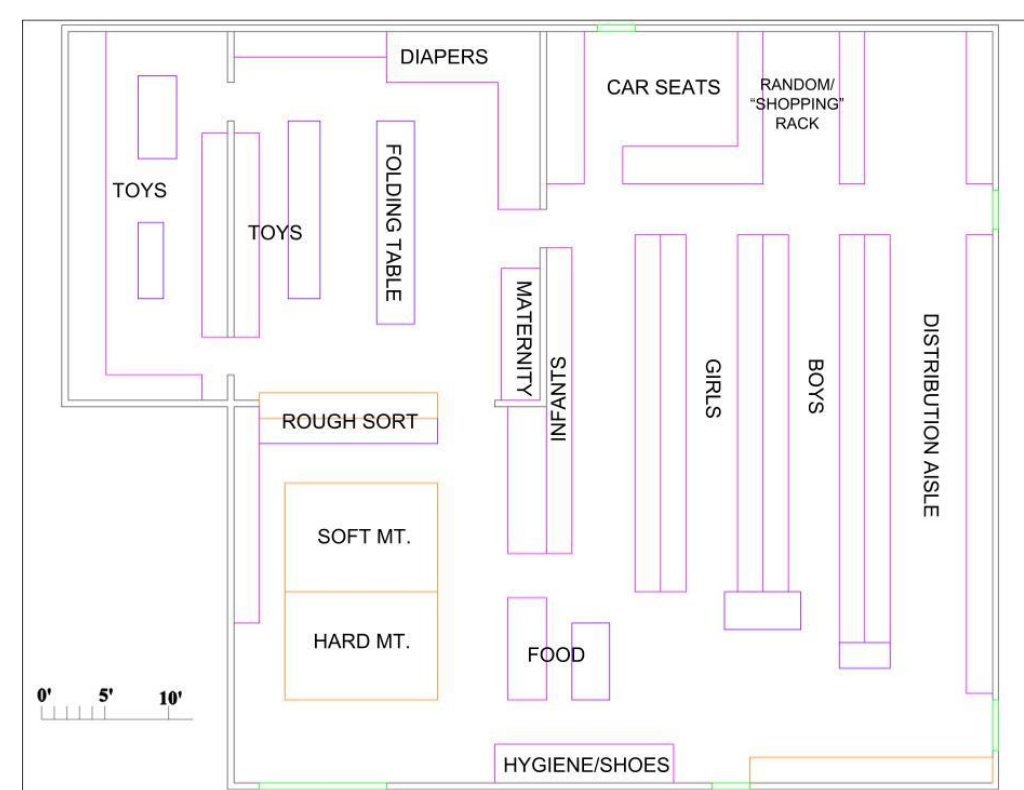 DIAPERS
CAR SEATS
RANDOM/
“SHOPPING”
RACK
TOYS
TOYS
FOLDING TABLE
MATERNITY
INFANTS
GIRLS
BOYS
DISTRIBUTION AISLE
ROUGH SORT
SOFT MT.
HARD MT.
FOOD
0' 5' 10'
HYGIENE/SHOES